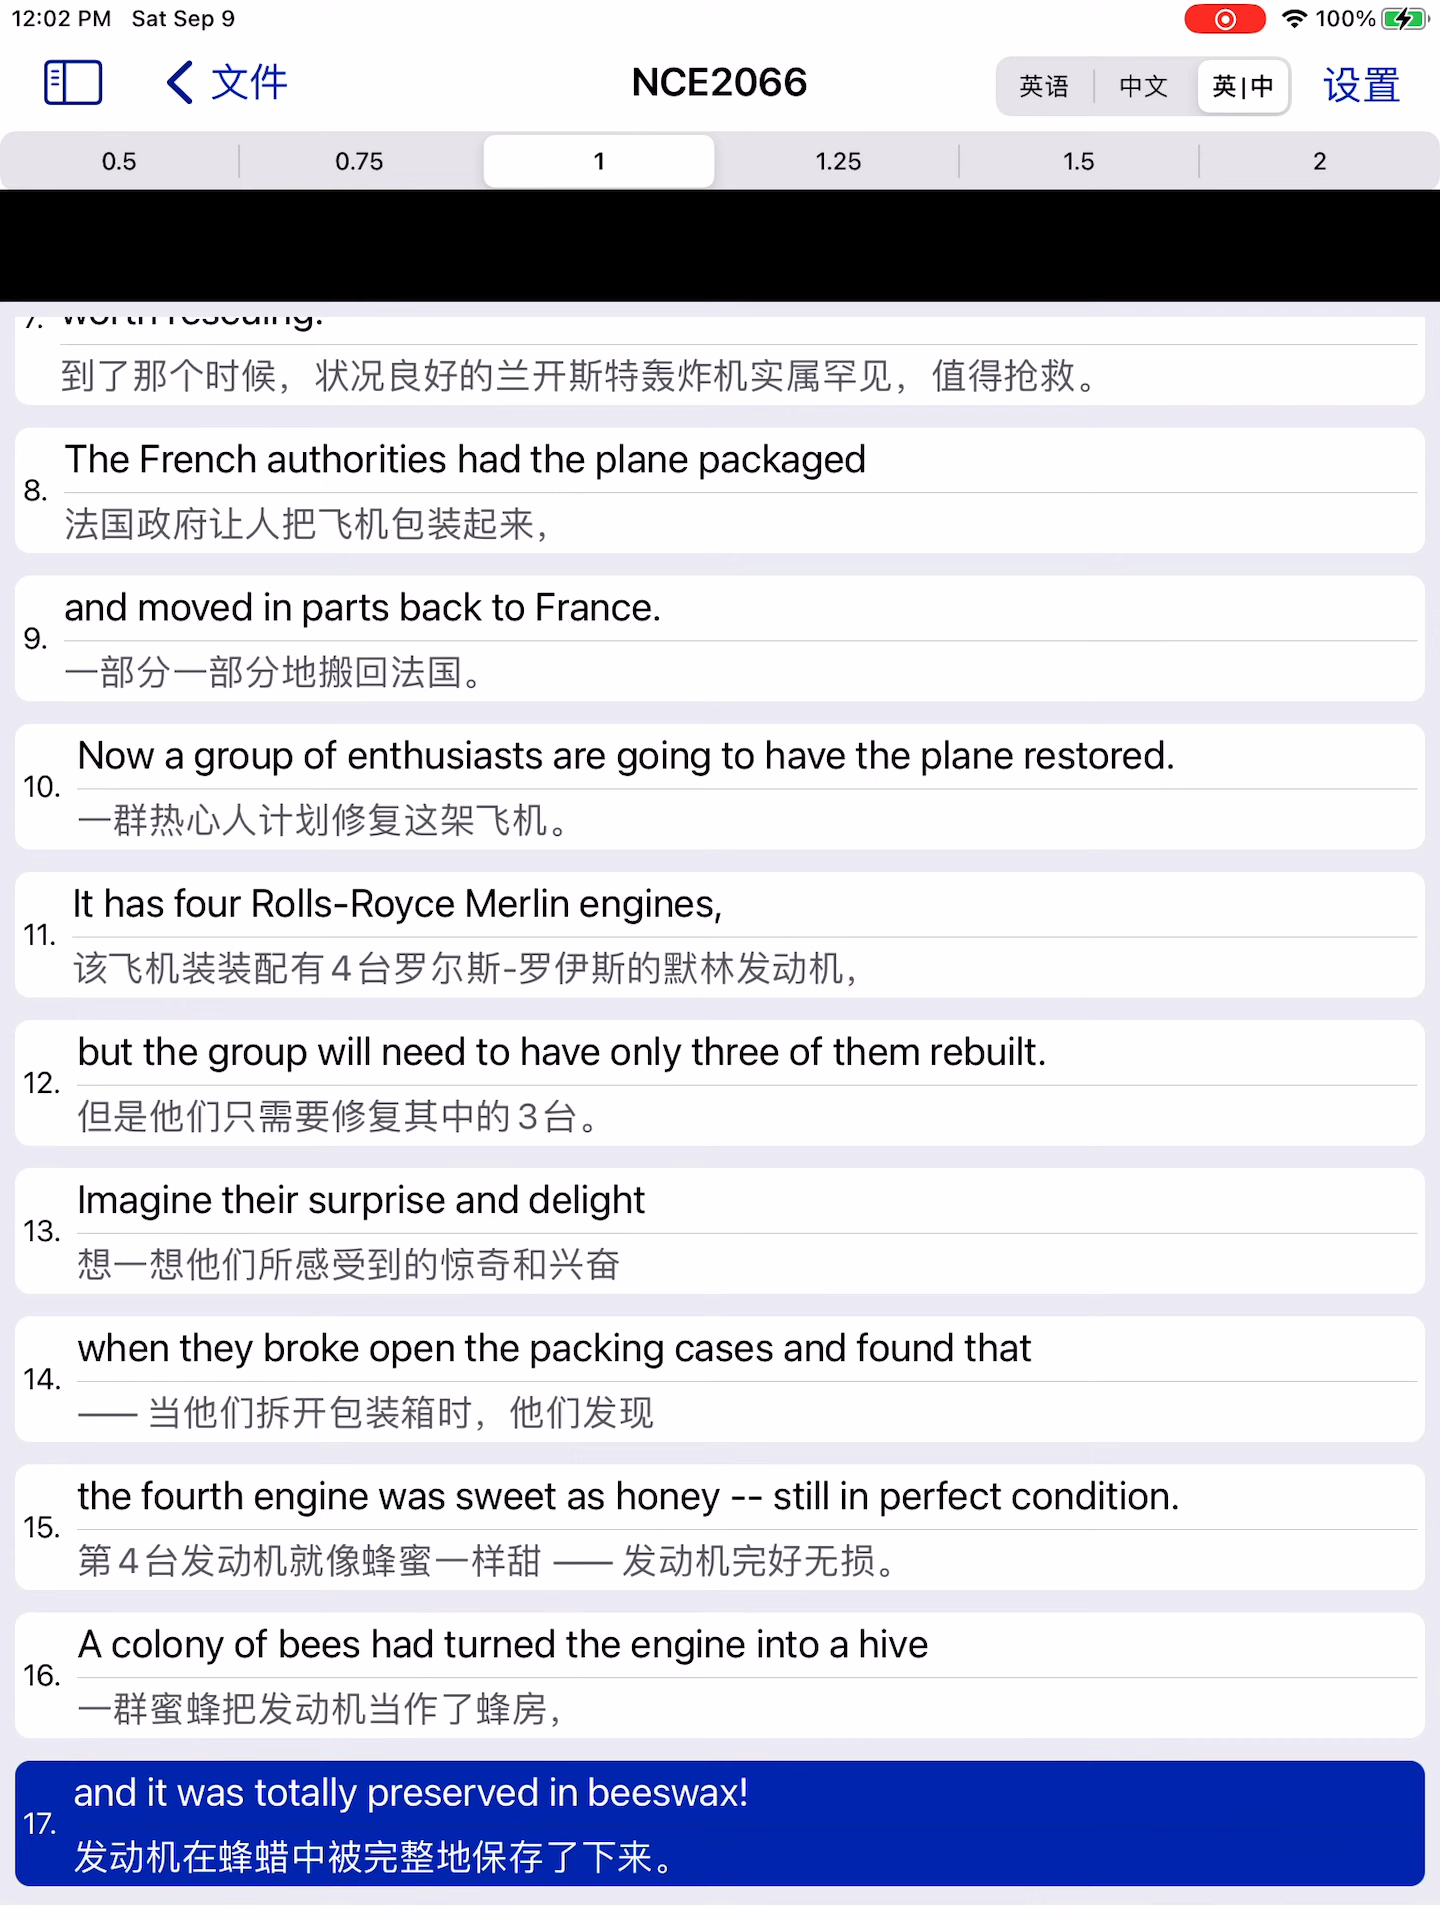 12:02 PM Sat Sep 9
100%
文件
NCE2066
英语
中文
英|中
设置
0.5
0.75
1
1.25
1.5
2
7. worth rescuing.
到了那个时候，状况良好的兰开斯特轰炸机实属罕见，值得抢救。
8. The French authorities had the plane packaged
法国政府让人把飞机包装起来，
9. and moved in parts back to France.
一部分一部分地搬回法国。
10. Now a group of enthusiasts are going to have the plane restored.
一群热心人计划修复这架飞机。
11. It has four Rolls-Royce Merlin engines,
该飞机装装配有4台罗尔斯-罗伊斯的默林发动机，
12. but the group will need to have only three of them rebuilt.
但是他们只需要修复其中的3台。
13. Imagine their surprise and delight
想一想他们所感受到的惊奇和兴奋
14. when they broke open the packing cases and found that
—— 当他们拆开包装箱时，他们发现
15. the fourth engine was sweet as honey -- still in perfect condition.
第4台发动机就像蜂蜜一样甜 —— 发动机完好无损。
16. A colony of bees had turned the engine into a hive
一群蜜蜂把发动机当作了蜂房，
17. and it was totally preserved in beeswax!
发动机在蜂蜡中被完整地保存了下来。